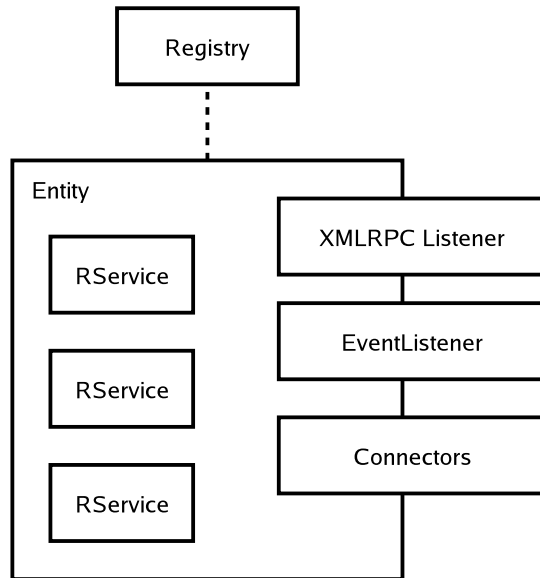 Registry
Entity
XMLRPC Listener
RService
EventListener
RService
Connectors
RService